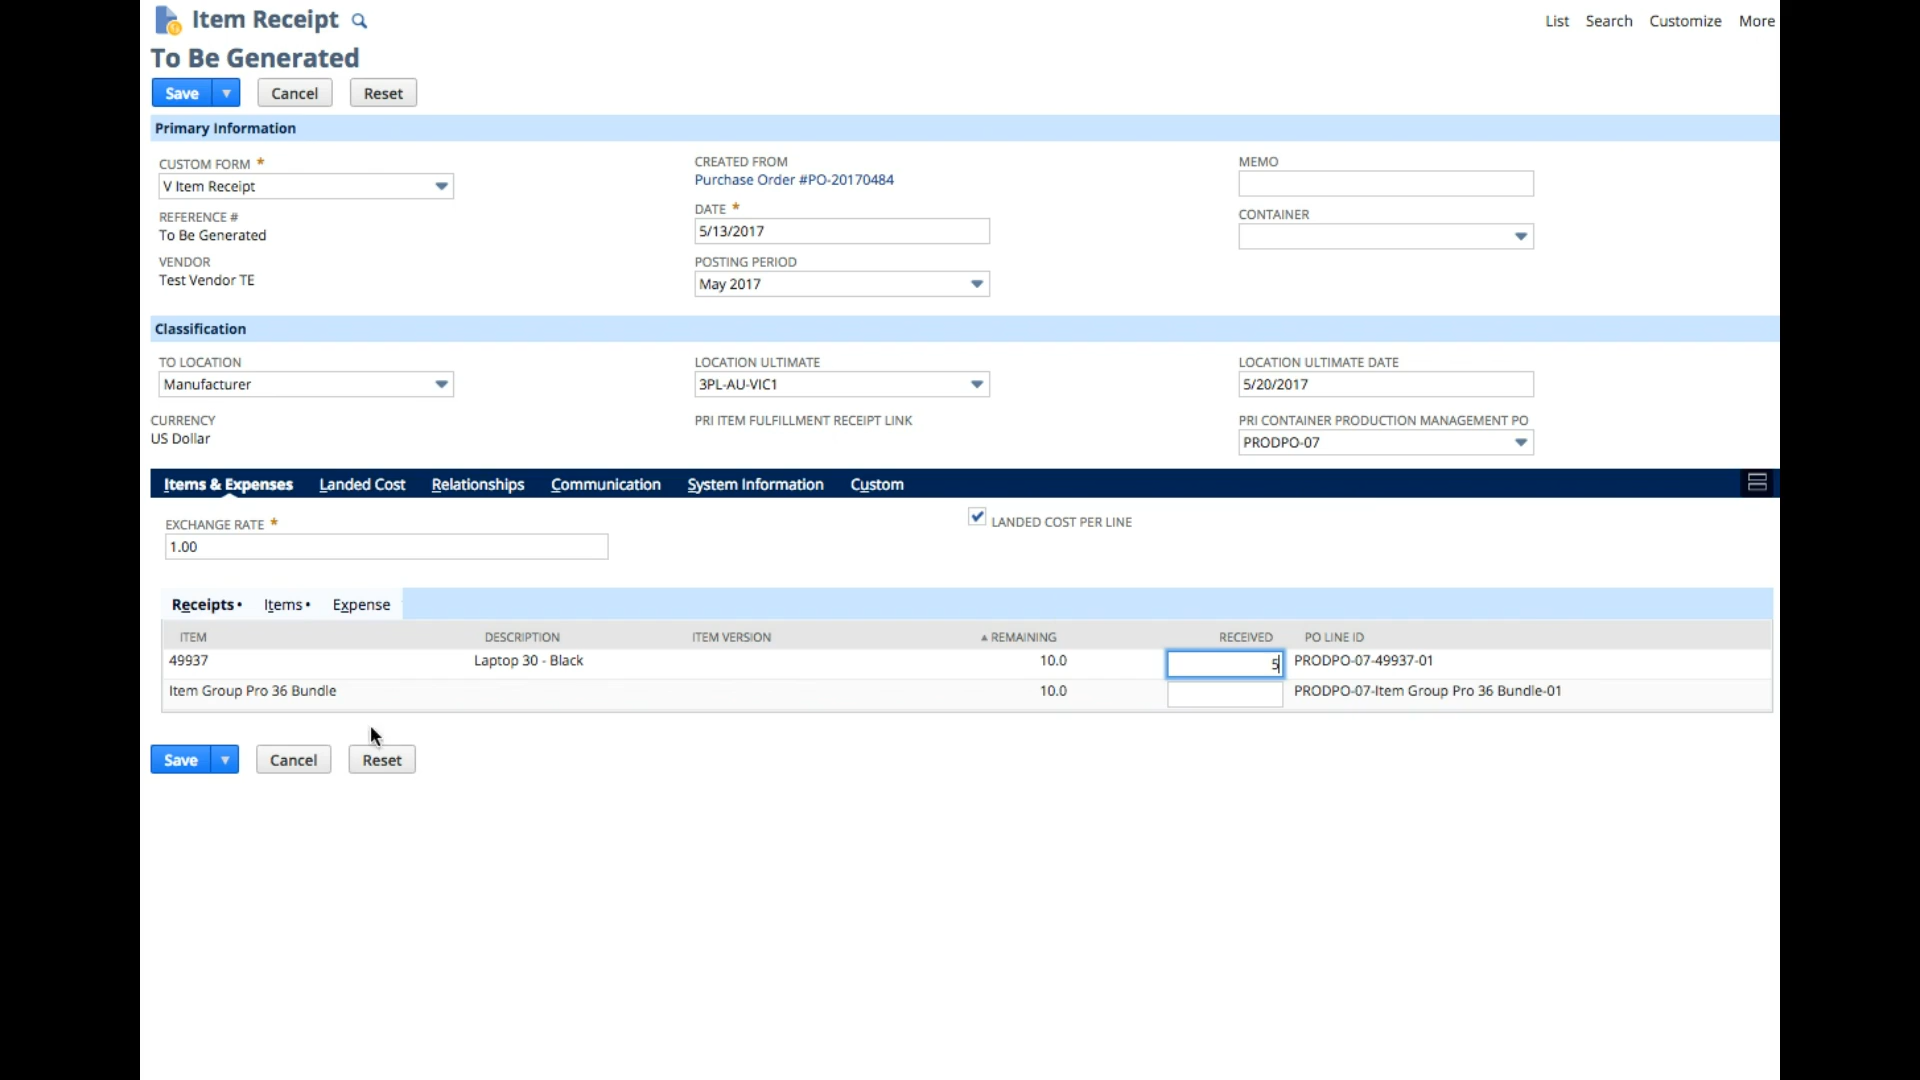 Item Receipt
List Search Customize More
To Be Generated
Save Cancel Reset
Primary Information
CUSTOM FORM *
V Item Receipt
REFERENCE #
To Be Generated
VENDOR
Test Vendor TE
CREATED FROM
Purchase Order #PO-20170484
DATE *
5/13/2017
POSTING PERIOD
May 2017
MEMO
CONTAINER
Classification
TO LOCATION
Manufacturer
CURRENCY
US Dollar
LOCATION ULTIMATE
3PL-AU-VIC1
PRI ITEM FULFILLMENT RECEIPT LINK
LOCATION ULTIMATE DATE
5/20/2017
PRI CONTAINER PRODUCTION MANAGEMENT PO
PRODPO-07
Items & Expenses Landed Cost Relationships Communication System Information Custom
EXCHANGE RATE *
1.00
LANDED COST PER LINE
Receipts• Items• Expense
ITEM DESCRIPTION ITEM VERSION ▲ REMAINING RECEIVED PO LINE ID
49937 Laptop 30 - Black 10.0 5 PRODPO-07-49937-01
Item Group Pro 36 Bundle 10.0 PRODPO-07-Item Group Pro 36 Bundle-01
Save Cancel Reset